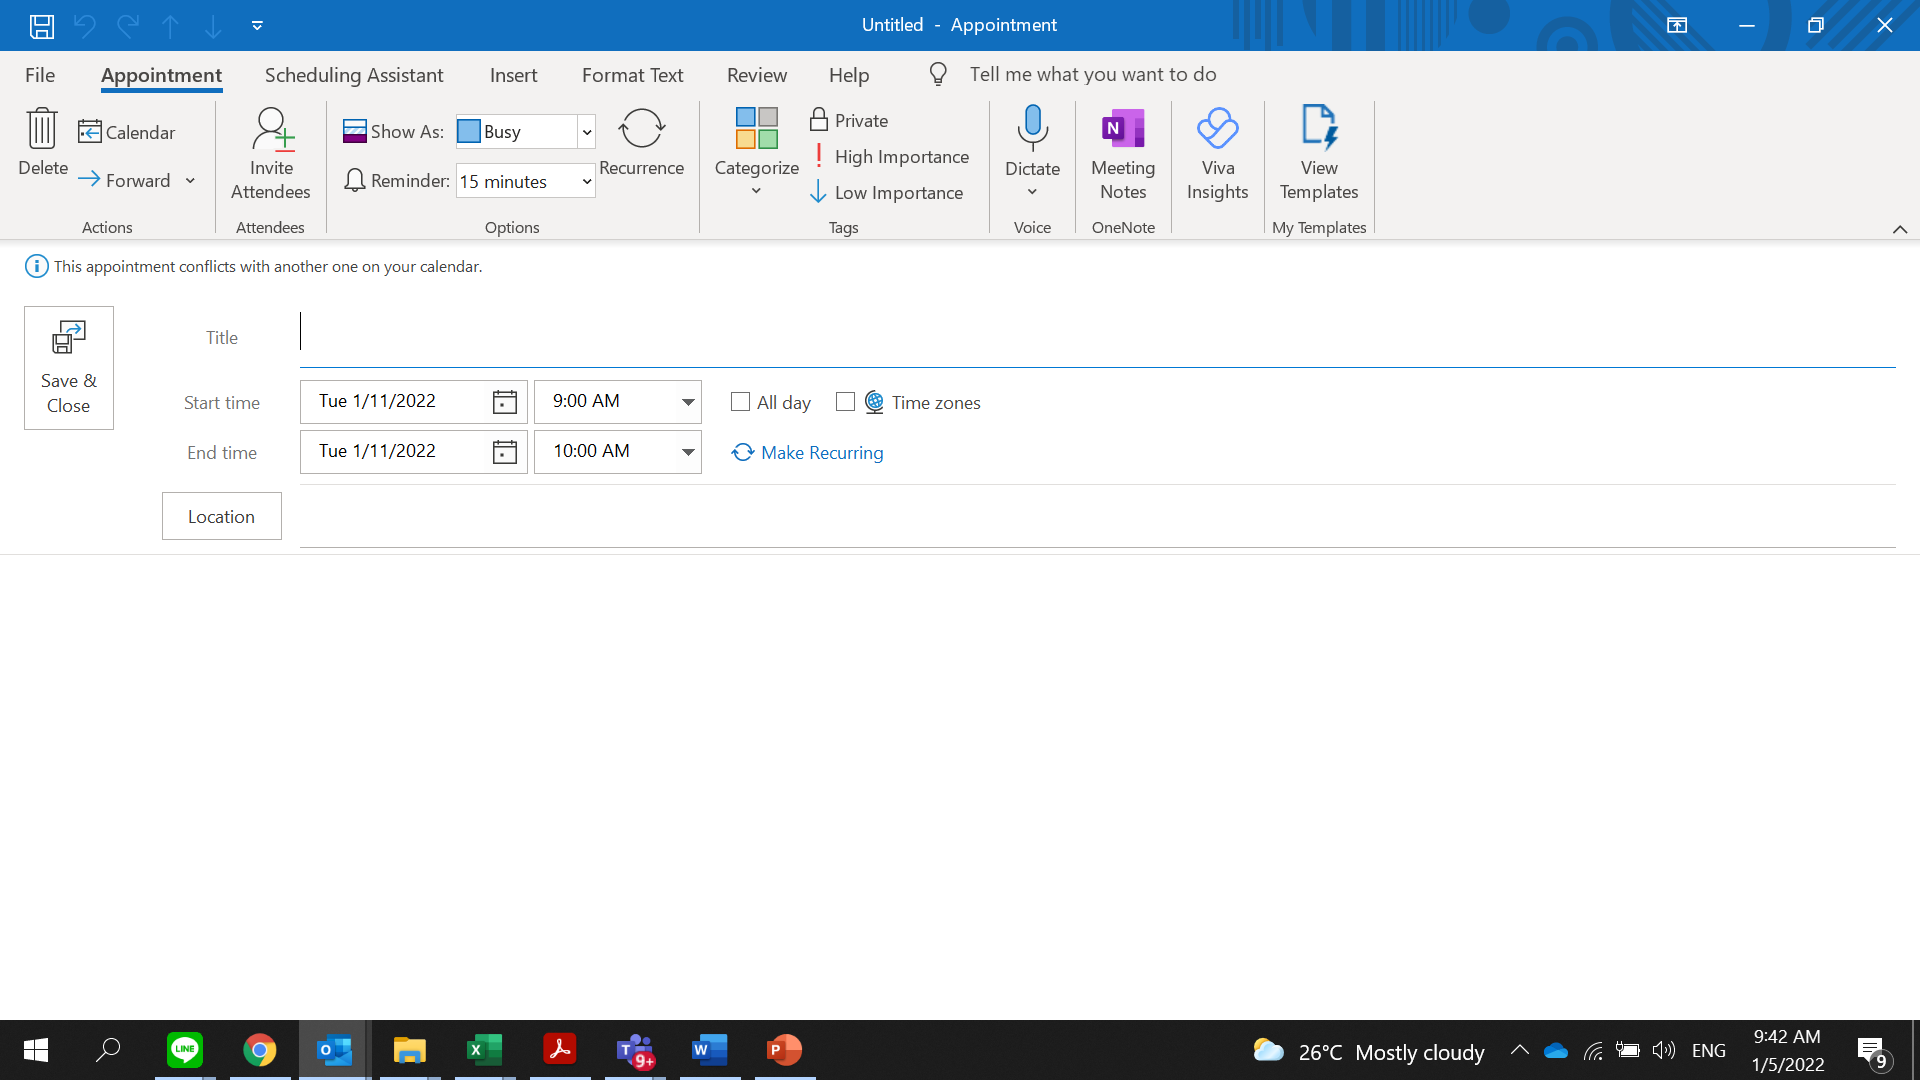 Untitled - Appointment
File Appointment Scheduling Assistant Insert Format Text Review Help Tell me what you want to do
Delete
Calendar
Forward
Actions
Invite
Attendees
Attendees
Show As: Busy
Reminder: 15 minutes
Recurrence
Options
Categorize
Private
High Importance
Low Importance
Tags
Dictate
Voice
Meeting
Notes
OneNote
Viva
Insights
View
Templates
My Templates
This appointment conflicts with another one on your calendar.
Save &
Close
Title
Start time Tue 1/11/2022 9:00 AM All day Time zones
End time Tue 1/11/2022 10:00 AM Make Recurring
Location
LINE
O
X
T
9+
W
P
26°C Mostly cloudy
ENG
9:42 AM
1/5/2022
9
N